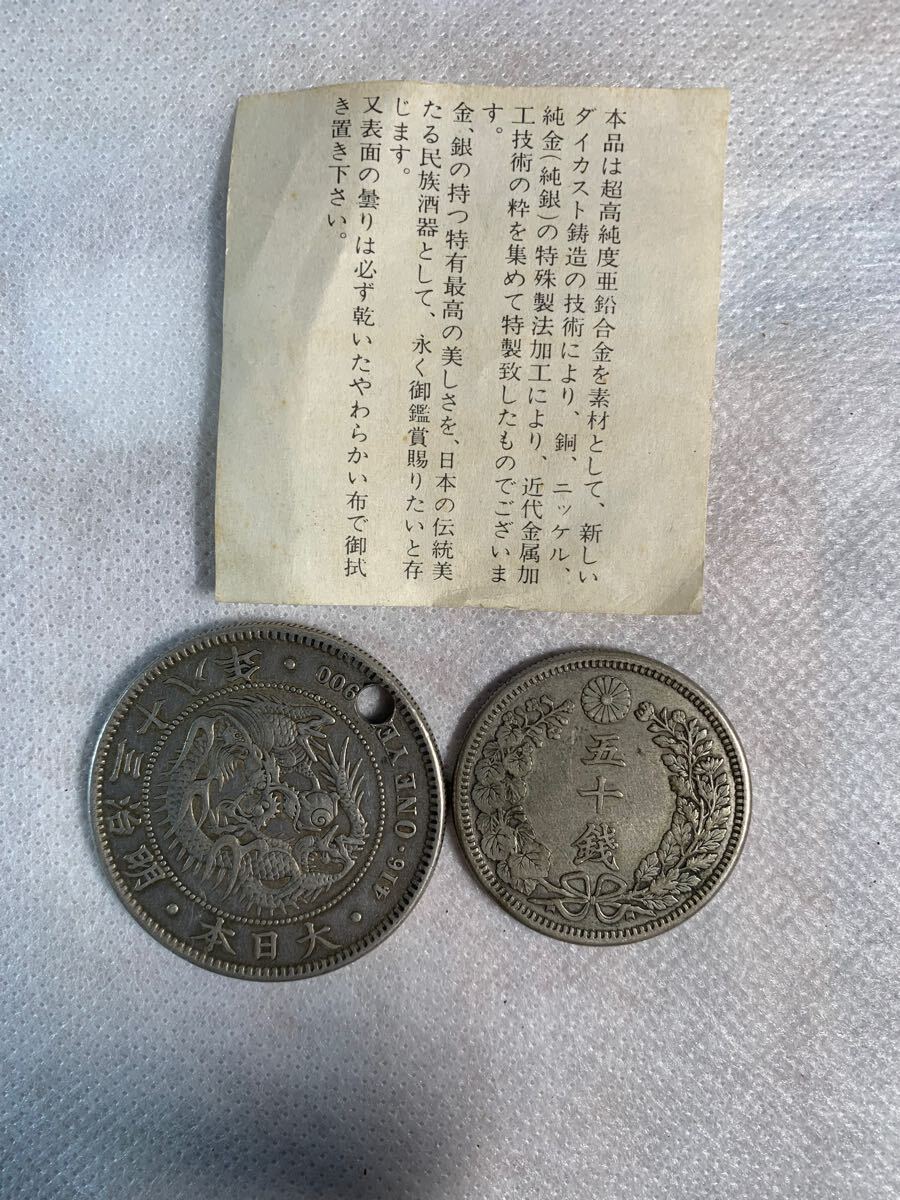 本品は超高純度亜鉛合金を素材として、新しい
ダイカスト鋳造の技術により、銅、ニッケル、
純金(純銀)の特殊製法加工により、近代金属加
工技術の粋を集めて特製致したものでございま
す。
金、銀の持つ特有最高の美しさを、日本の伝統美
たる民族酒器として、永く御鑑賞賜りたいと存
じます。
又表面の曇りは必ず乾いたやわらかい布で御拭
き置き下さい。
大日本・明治三十八年・
900
ONE YE
416
五十銭